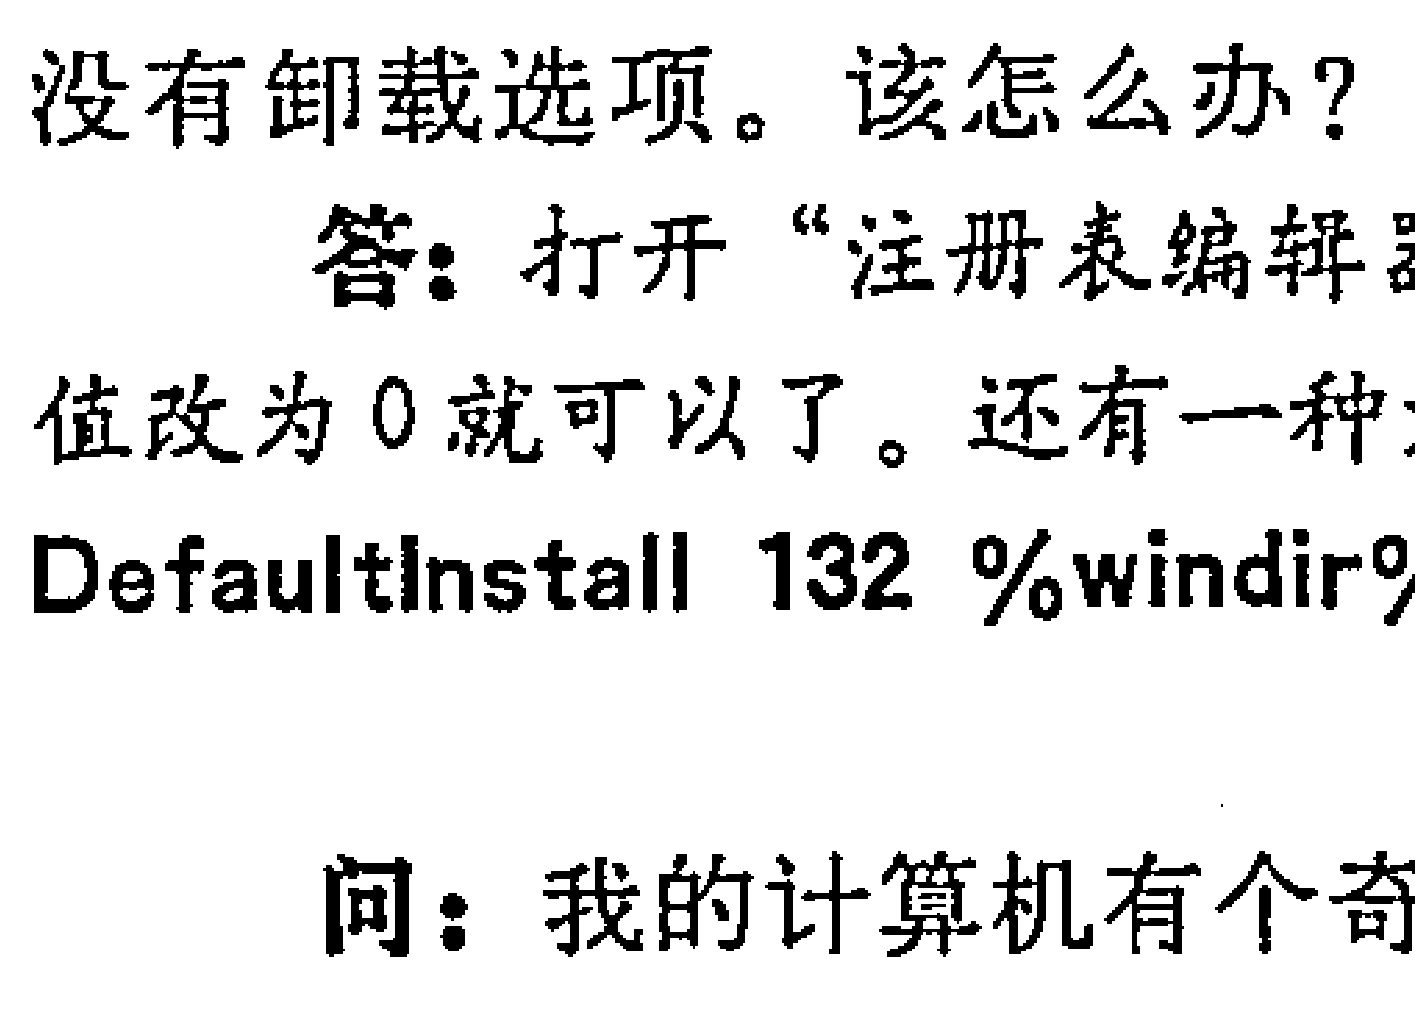 没有卸载选项。该怎么办?
答:打开“注册表编辑器
值改为0就可以了。还有一种
DefaultInstall 132 %windir%
问:我的计算机有个奇